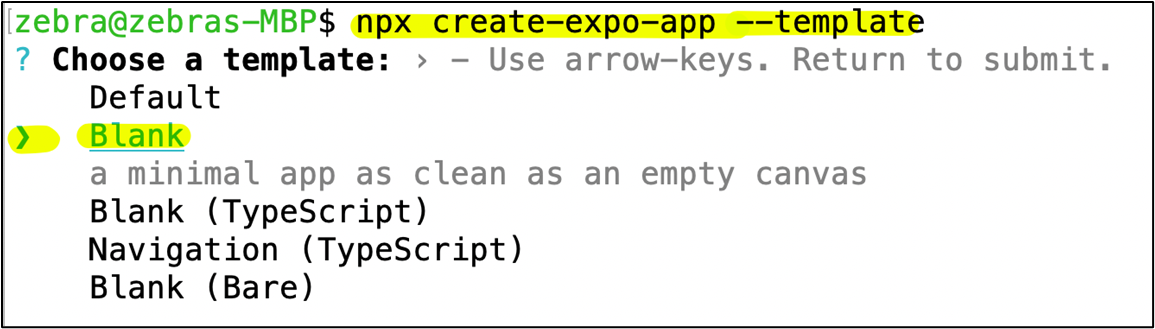 [zebra@zebras-MBP$ npx create-expo-app --template
? Choose a template: › - Use arrow-keys. Return to submit.
Default
❯ Blank
a minimal app as clean as an empty canvas
Blank (TypeScript)
Navigation (TypeScript)
Blank (Bare)